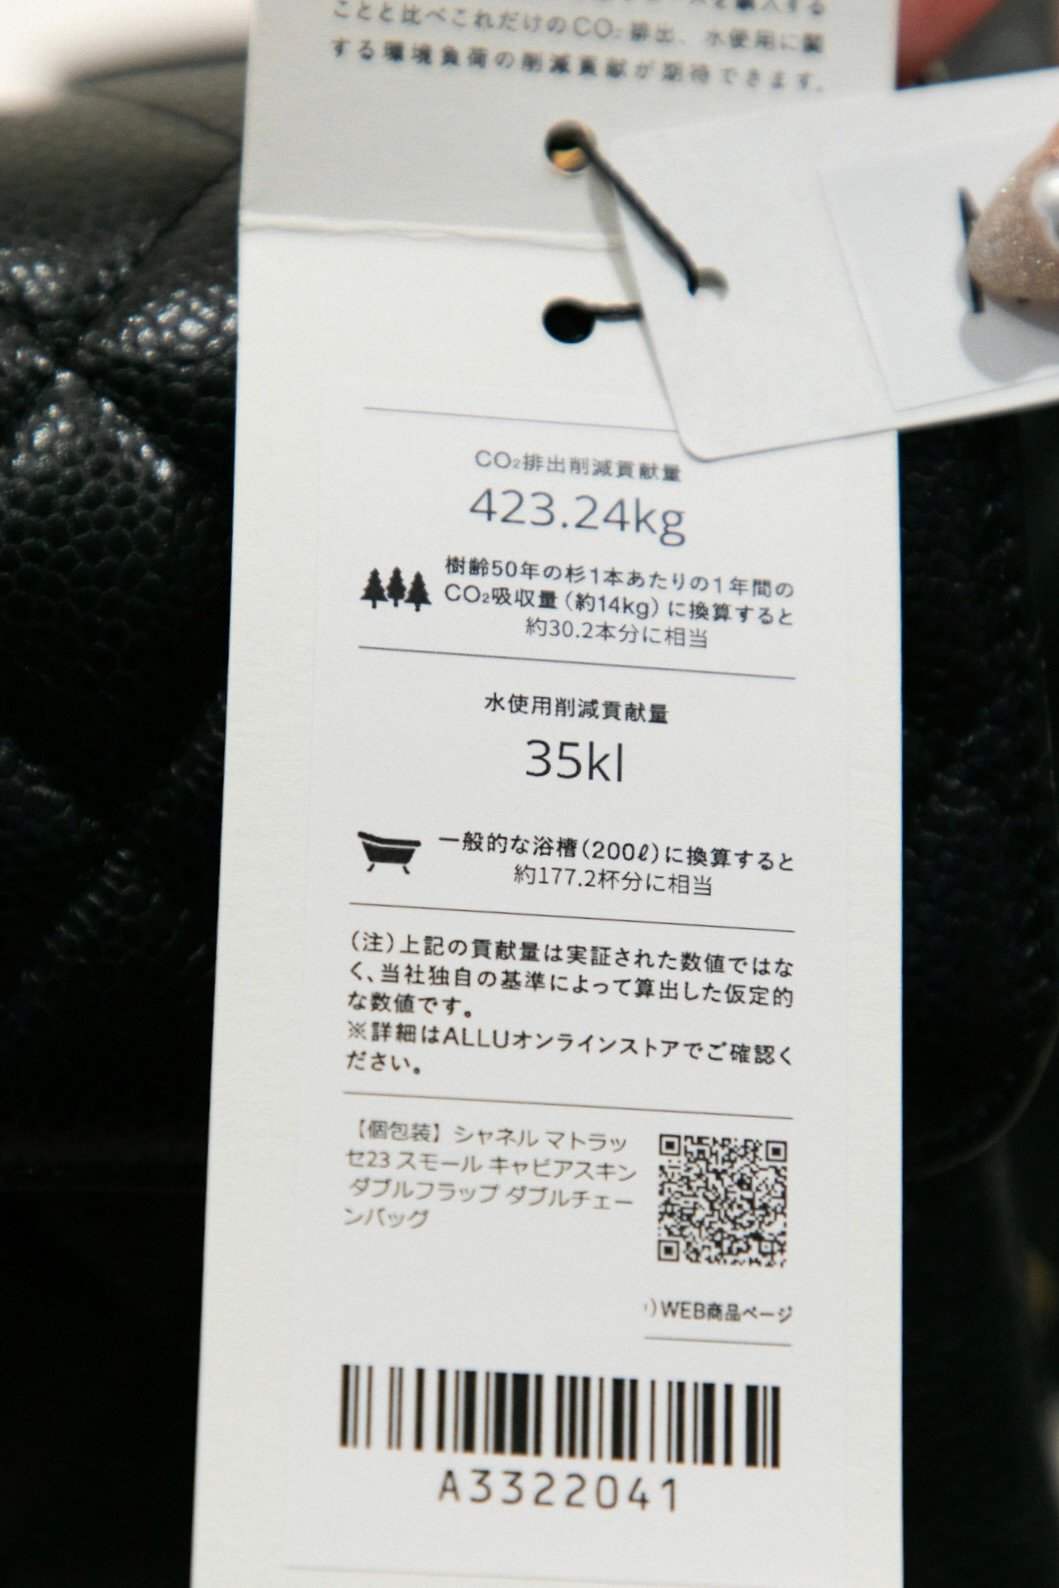 ことと比べこれだけのCO₂排出、水使用に関
する環境負荷の削減貢献が期待できます。
CO₂排出削減貢献量
423.24kg
樹齢50年の杉1本あたりの1年間の
CO₂吸収量（約14kg）に換算すると
約30.2本分に相当
水使用削減貢献量
35kl
一般的な浴槽（200ℓ）に換算すると
約177.2杯分に相当
（注）上記の貢献量は実証された数値ではな
く、当社独自の基準によって算出した仮定的
な数値です。
※詳細はALLUオンラインストアでご確認く
ださい。
【個包装】シャネル マトラッ
セ23 スモール キャビアスキン
ダブルフラップ ダブルチェー
ンバッグ
）WEB商品ページ
A3322041